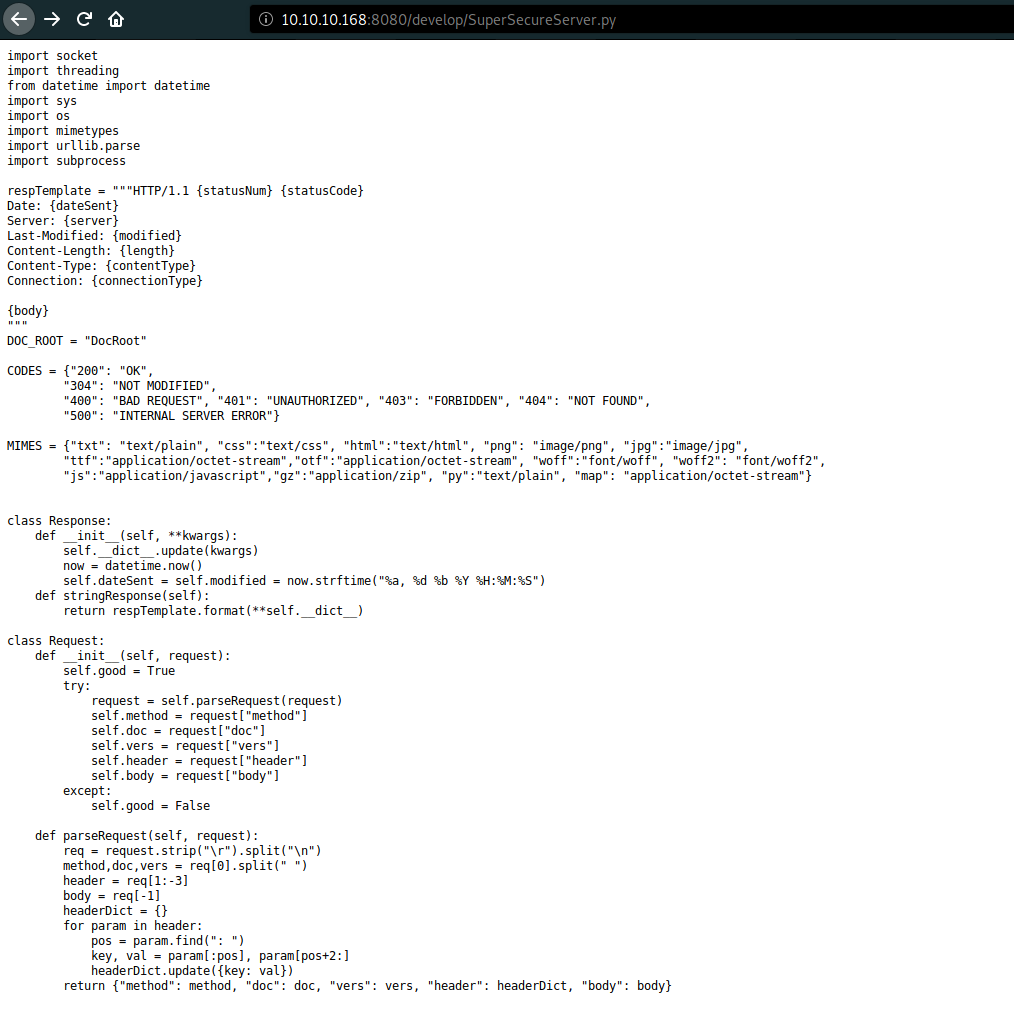 10.10.10.168:8080/develop/SuperSecureServer.py
import socket
import threading
from datetime import datetime
import sys
import os
import mimetypes
import urllib.parse
import subprocess

respTemplate = """HTTP/1.1 {statusNum} {statusCode}
Date: {dateSent}
Server: {server}
Last-Modified: {modified}
Content-Length: {length}
Content-Type: {contentType}
Connection: {connectionType}

{body}
"""
DOC_ROOT = "DocRoot"

CODES = {"200": "OK",
        "304": "NOT MODIFIED",
        "400": "BAD REQUEST", "401": "UNAUTHORIZED", "403": "FORBIDDEN", "404": "NOT FOUND",
        "500": "INTERNAL SERVER ERROR"}

MIMES = {"txt": "text/plain", "css":"text/css", "html":"text/html", "png": "image/png", "jpg":"image/jpg",
        "ttf":"application/octet-stream","otf":"application/octet-stream", "woff":"font/woff", "woff2": "font/woff2",
        "js":"application/javascript","gz":"application/zip", "py":"text/plain", "map": "application/octet-stream"}


class Response:
    def __init__(self, **kwargs):
        self.__dict__.update(kwargs)
        now = datetime.now()
        self.dateSent = self.modified = now.strftime("%a, %d %b %Y %H:%M:%S")
    def stringResponse(self):
        return respTemplate.format(**self.__dict__)

class Request:
    def __init__(self, request):
        self.good = True
        try:
            request = self.parseRequest(request)
            self.method = request["method"]
            self.doc = request["doc"]
            self.vers = request["vers"]
            self.header = request["header"]
            self.body = request["body"]
        except:
            self.good = False

    def parseRequest(self, request):
        req = request.strip("\r").split("\n")
        method,doc,vers = req[0].split(" ")
        header = req[1:-3]
        body = req[-1]
        headerDict = {}
        for param in header:
            pos = param.find(": ")
            key, val = param[:pos], param[pos+2:]
            headerDict.update({key: val})
        return {"method": method, "doc": doc, "vers": vers, "header": headerDict, "body": body}